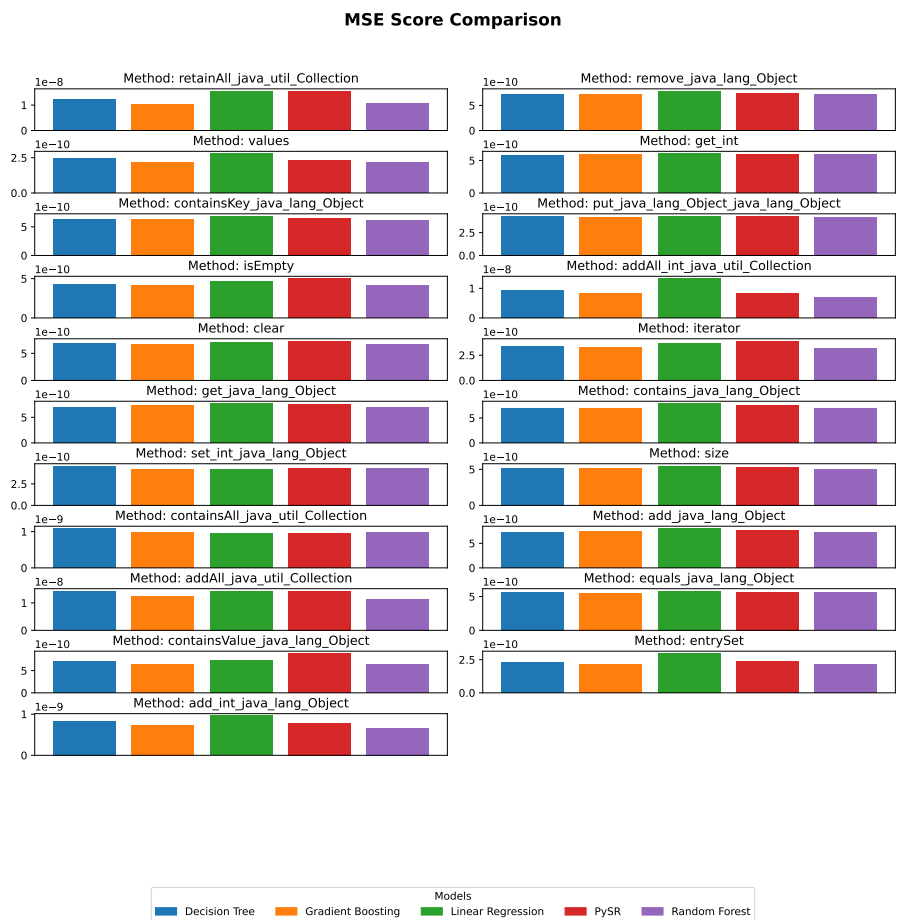 MSE Score Comparison
1e−8
Method: retainAll_java_util_Collection
1
0
1e−10
Method: remove_java_lang_Object
5
0
1e−10
Method: values
2.5
0.0
1e−10
Method: get_int
5
0
1e−10
Method: containsKey_java_lang_Object
5
0
1e−10
Method: put_java_lang_Object_java_lang_Object
2.5
0.0
1e−10
Method: isEmpty
5
0
1e−8
Method: addAll_int_java_util_Collection
1
0
1e−10
Method: clear
5
0
1e−10
Method: iterator
2.5
0.0
1e−10
Method: get_java_lang_Object
5
0
1e−10
Method: contains_java_lang_Object
5
0
1e−10
Method: set_int_java_lang_Object
2.5
0.0
1e−10
Method: size
5
0
1e−9
Method: containsAll_java_util_Collection
1
0
1e−10
Method: add_java_lang_Object
5
0
1e−8
Method: addAll_java_util_Collection
1
0
1e−10
Method: equals_java_lang_Object
5
0
1e−10
Method: containsValue_java_lang_Object
5
0
1e−10
Method: entrySet
2.5
0.0
1e−9
Method: add_int_java_lang_Object
1
0
Models
Decision Tree Gradient Boosting Linear Regression PySR Random Forest